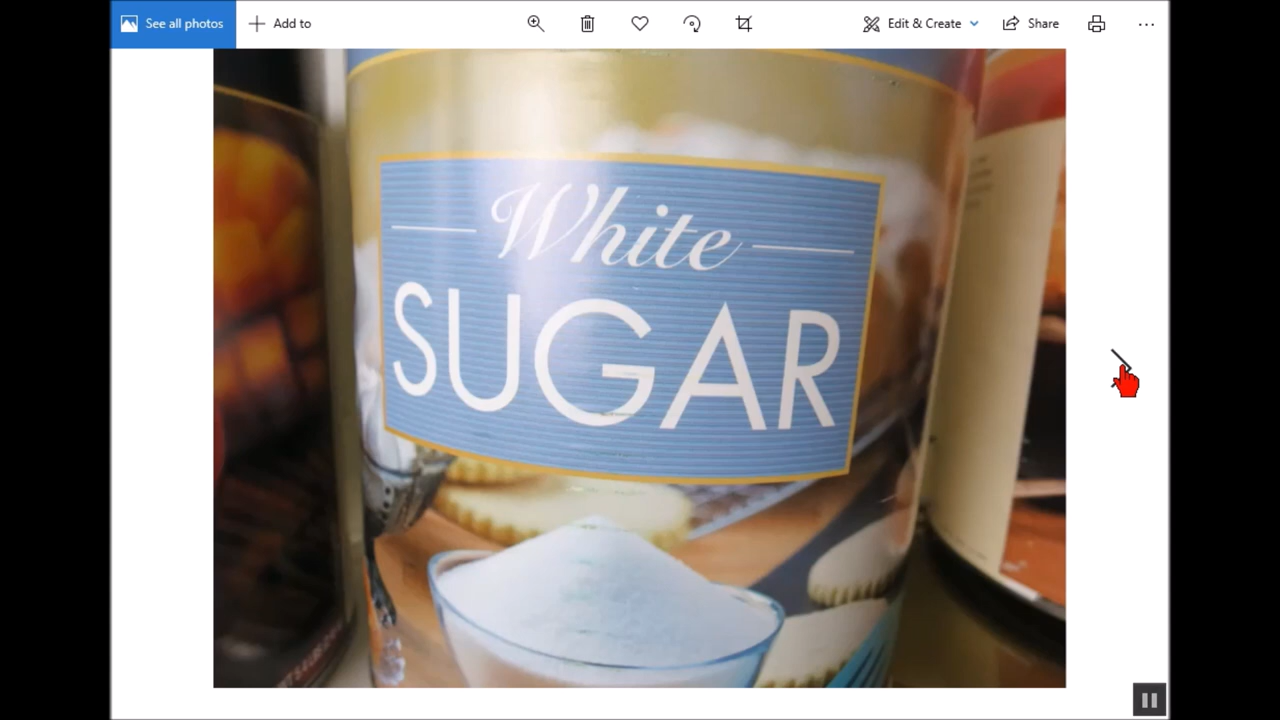 See all photos
Add to
Edit & Create
Share
White
SUGAR